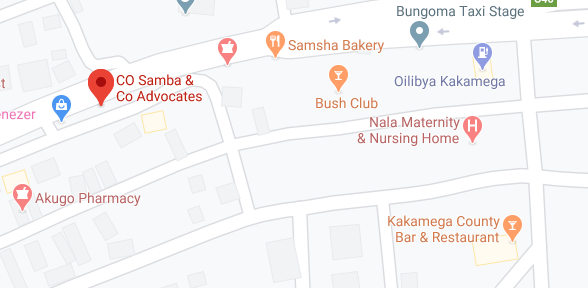 Bungoma Taxi Stage
Samsha Bakery
CO Samba &
Co Advocates
Oilibya Kakamega
Bush Club
enezer
Nala Maternity
& Nursing Home
Akugo Pharmacy
Kakamega County
Bar & Restaurant